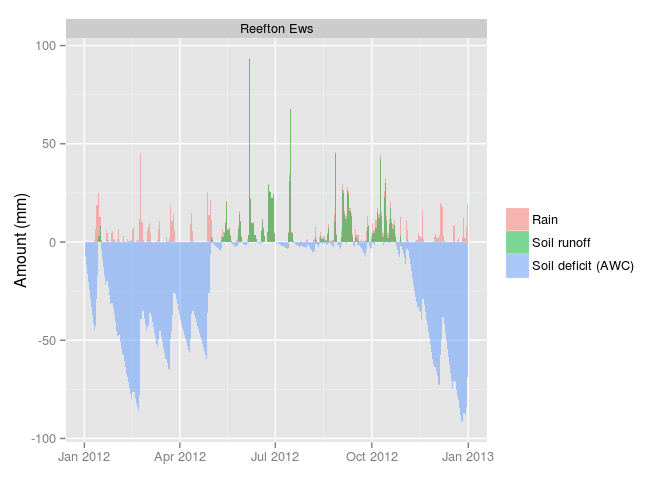 Reefton Ews
100
50
0
-50
-100
Amount (mm)
Jan 2012 Apr 2012 Jul 2012 Oct 2012 Jan 2013
Rain
Soil runoff
Soil deficit (AWC)